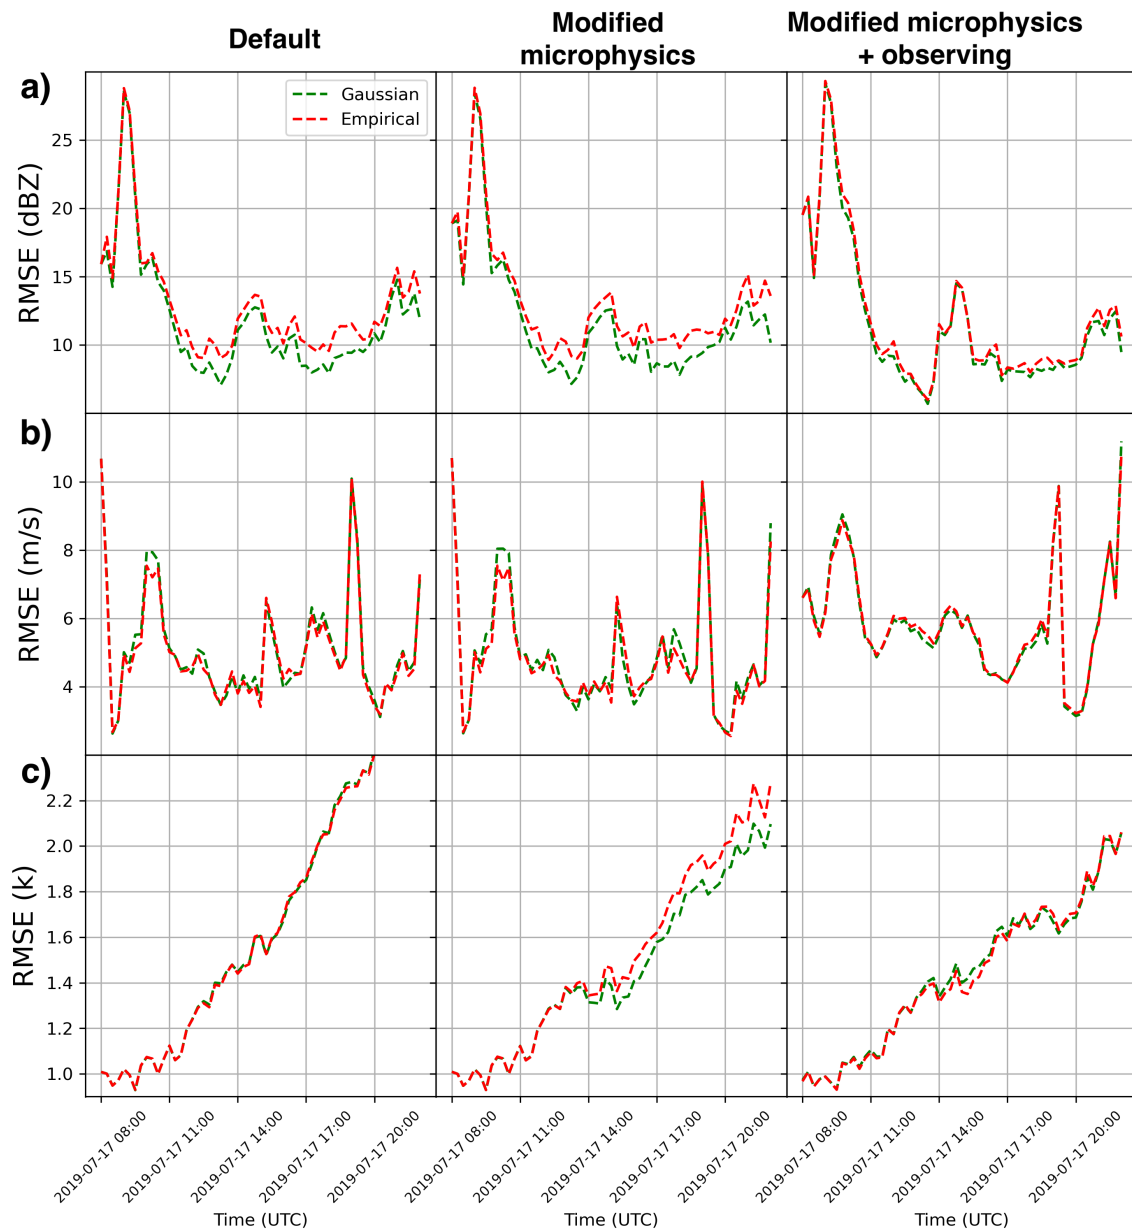 Default
Modified
microphysics
Modified microphysics
+ observing
a)
Gaussian
Empirical
RMSE (dBZ)
25
20
15
10
b)
RMSE (m/s)
10
8
6
4
c)
RMSE (k)
2.2
2.0
1.8
1.6
1.4
1.2
1.0
2019-07-17 08:00
2019-07-17 11:00
2019-07-17 14:00
2019-07-17 17:00
2019-07-17 20:00
2019-07-17 08:00
2019-07-17 11:00
2019-07-17 14:00
2019-07-17 17:00
2019-07-17 20:00
2019-07-17 08:00
2019-07-17 11:00
2019-07-17 14:00
2019-07-17 17:00
2019-07-17 20:00
Time (UTC)
Time (UTC)
Time (UTC)